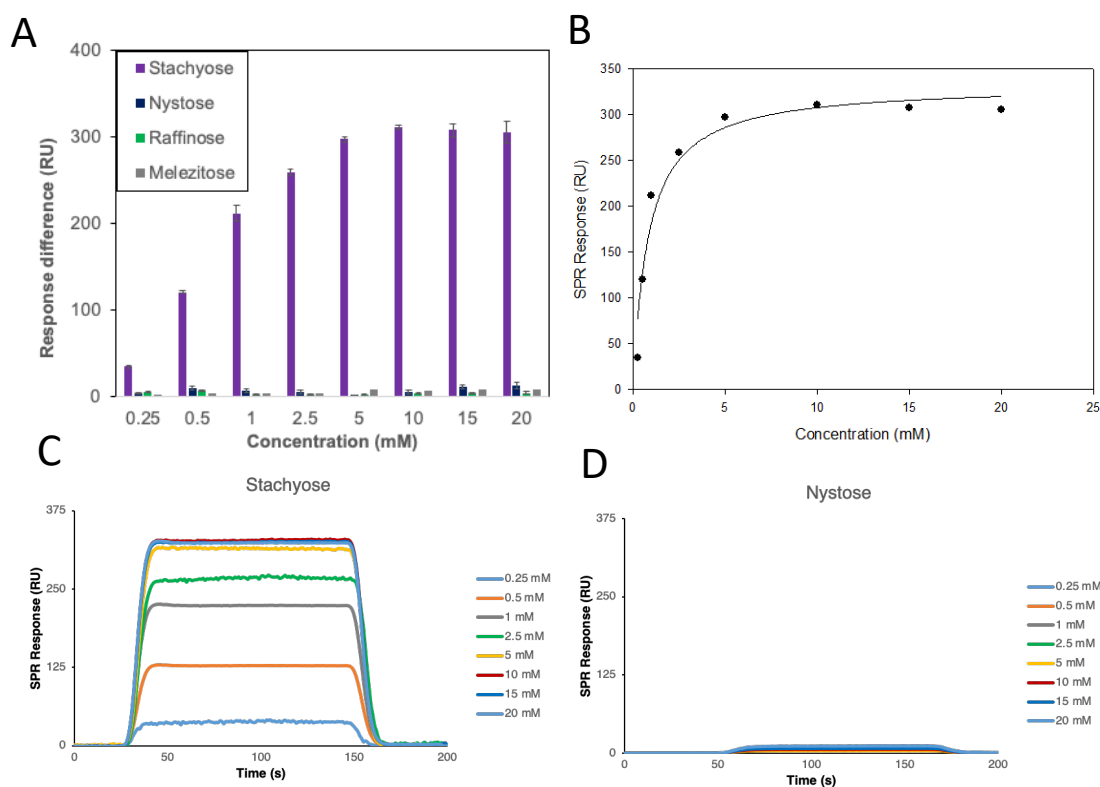 A
400
300
200
100
0
Response difference (RU)
Stachyose
Nystose
Raffinose
Melezitose
0.25 0.5 1 2.5 5 10 15 20
Concentration (mM)
B
350
300
250
200
150
100
50
0
SPR Response (RU)
0 5 10 15 20 25
Concentration (mM)
C
Stachyose
375
250
125
0
SPR Response (RU)
0 50 100 150 200
Time (s)
0.25 mM
0.5 mM
1 mM
2.5 mM
5 mM
10 mM
15 mM
20 mM
D
Nystose
375
250
125
0
SPR Response (RU)
0 50 100 150 200
Time (s)
0.25 mM
0.5 mM
1 mM
2.5 mM
5 mM
10 mM
15 mM
20 mM